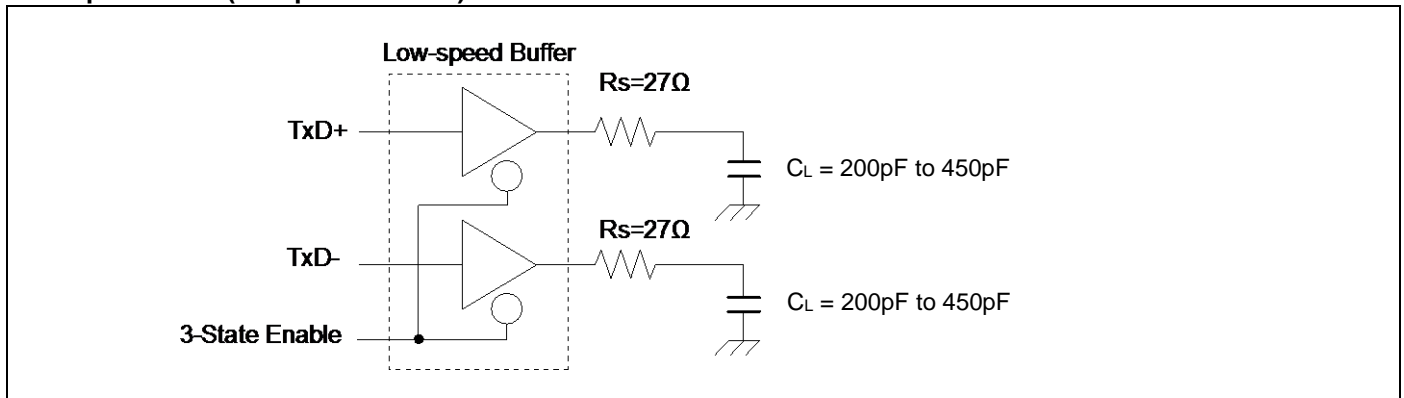 Low-speed Buffer
Rs=27Ω
TxD+
CL = 200pF to 450pF
Rs=27Ω
TxD-
CL = 200pF to 450pF
3-State Enable